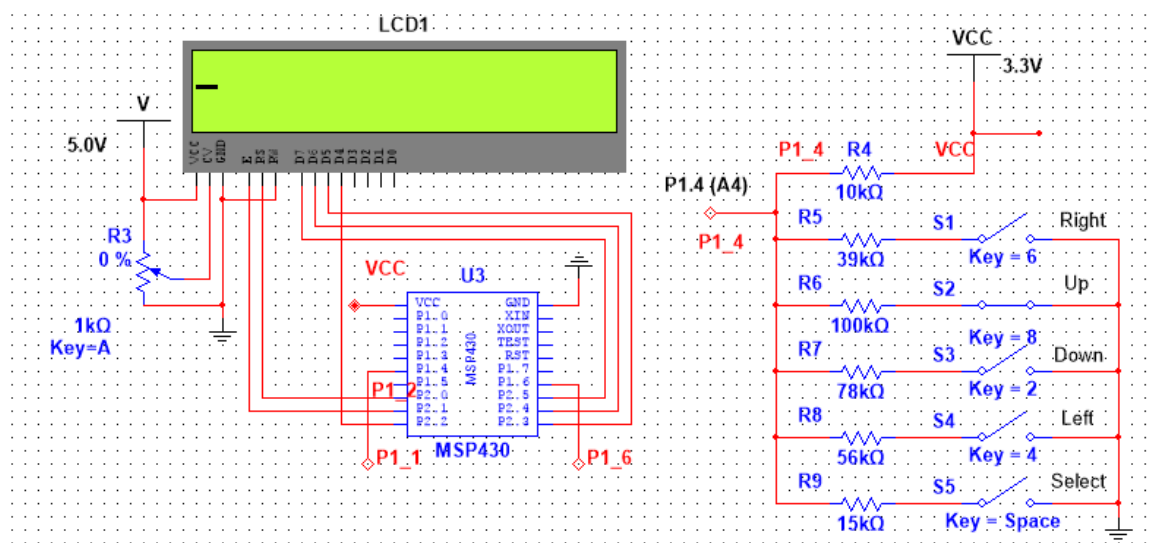 LCD1
V
5.0V
VCC
CV
GND
E
RS
RW
D7
D6
D5
D4
D3
D2
D1
D0
R3
0 %
1kΩ
Key=A
VCC
U3
VCC
P1.0
P1.1
P1.2
P1.3
P1.4
P1.5
P2.0
P2.1
P2.2
MSP430
GND
XIN
XOUT
TEST
RST
P1.7
P1.6
P2.5
P2.4
P2.3
P1_2
MSP430
P1_1
P1_6
VCC
3.3V
P1_4 R4 VCC
10kΩ
P1.4 (A4)
P1_4
R5 S1 Right
39kΩ Key = 6
R6 S2 Up
100kΩ Key = 8
R7 S3 Down
78kΩ Key = 2
R8 S4 Left
56kΩ Key = 4
R9 S5 Select
15kΩ Key = Space